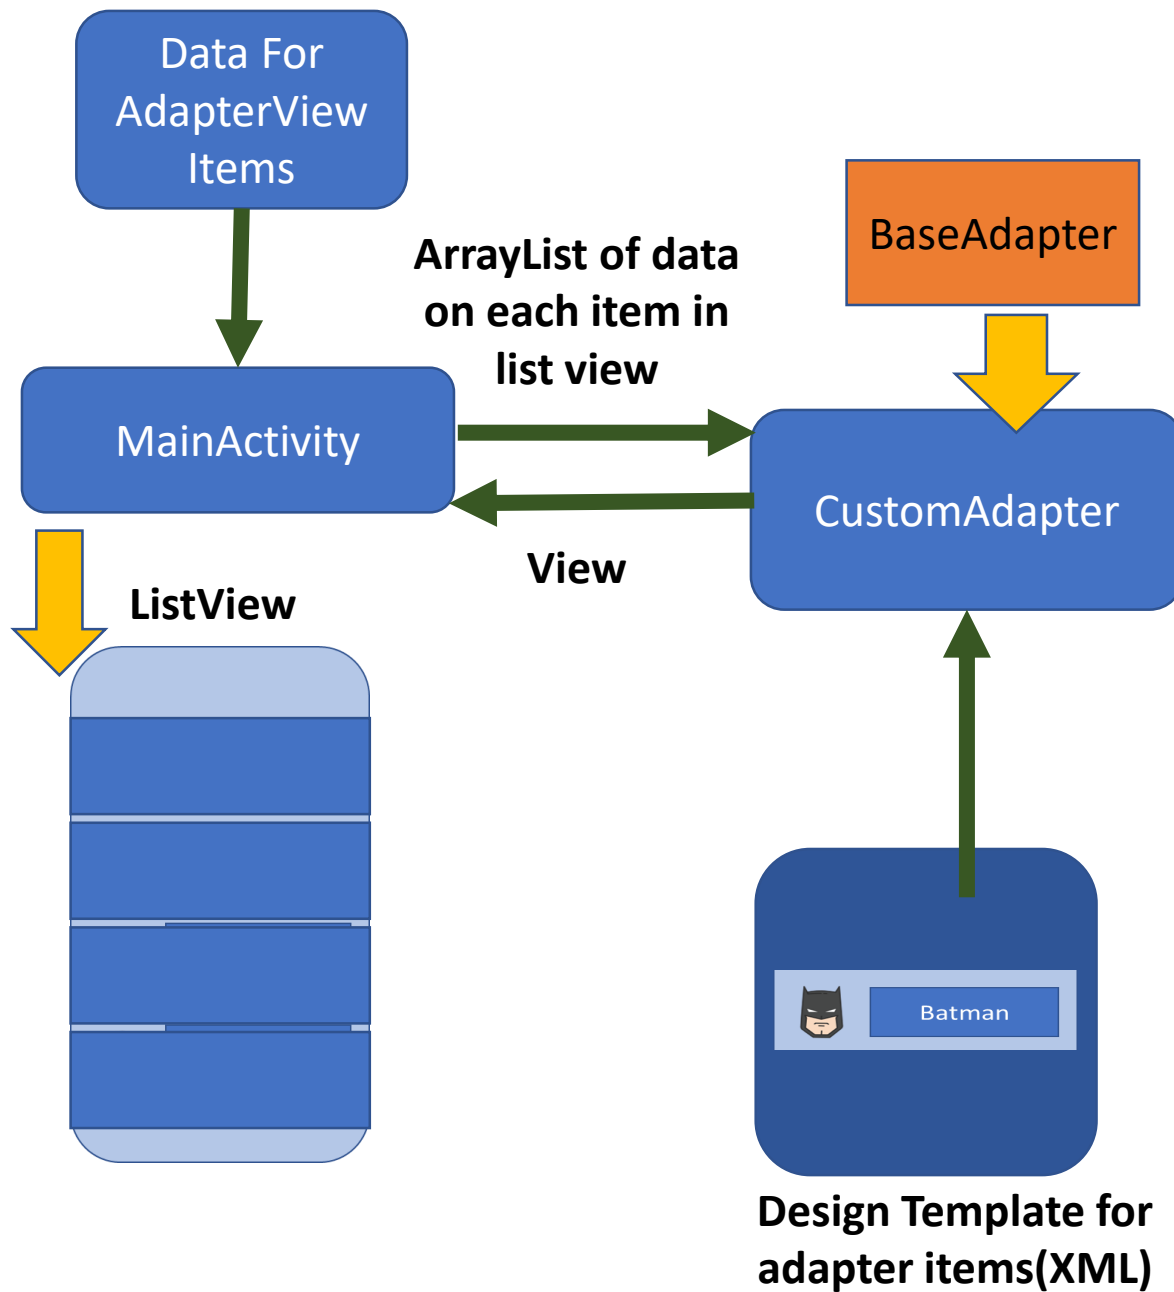 Data For
AdapterView
Items
BaseAdapter
ArrayList of data
on each item in
list view
MainActivity
CustomAdapter
View
ListView
Batman
Design Template for
adapter items(XML)